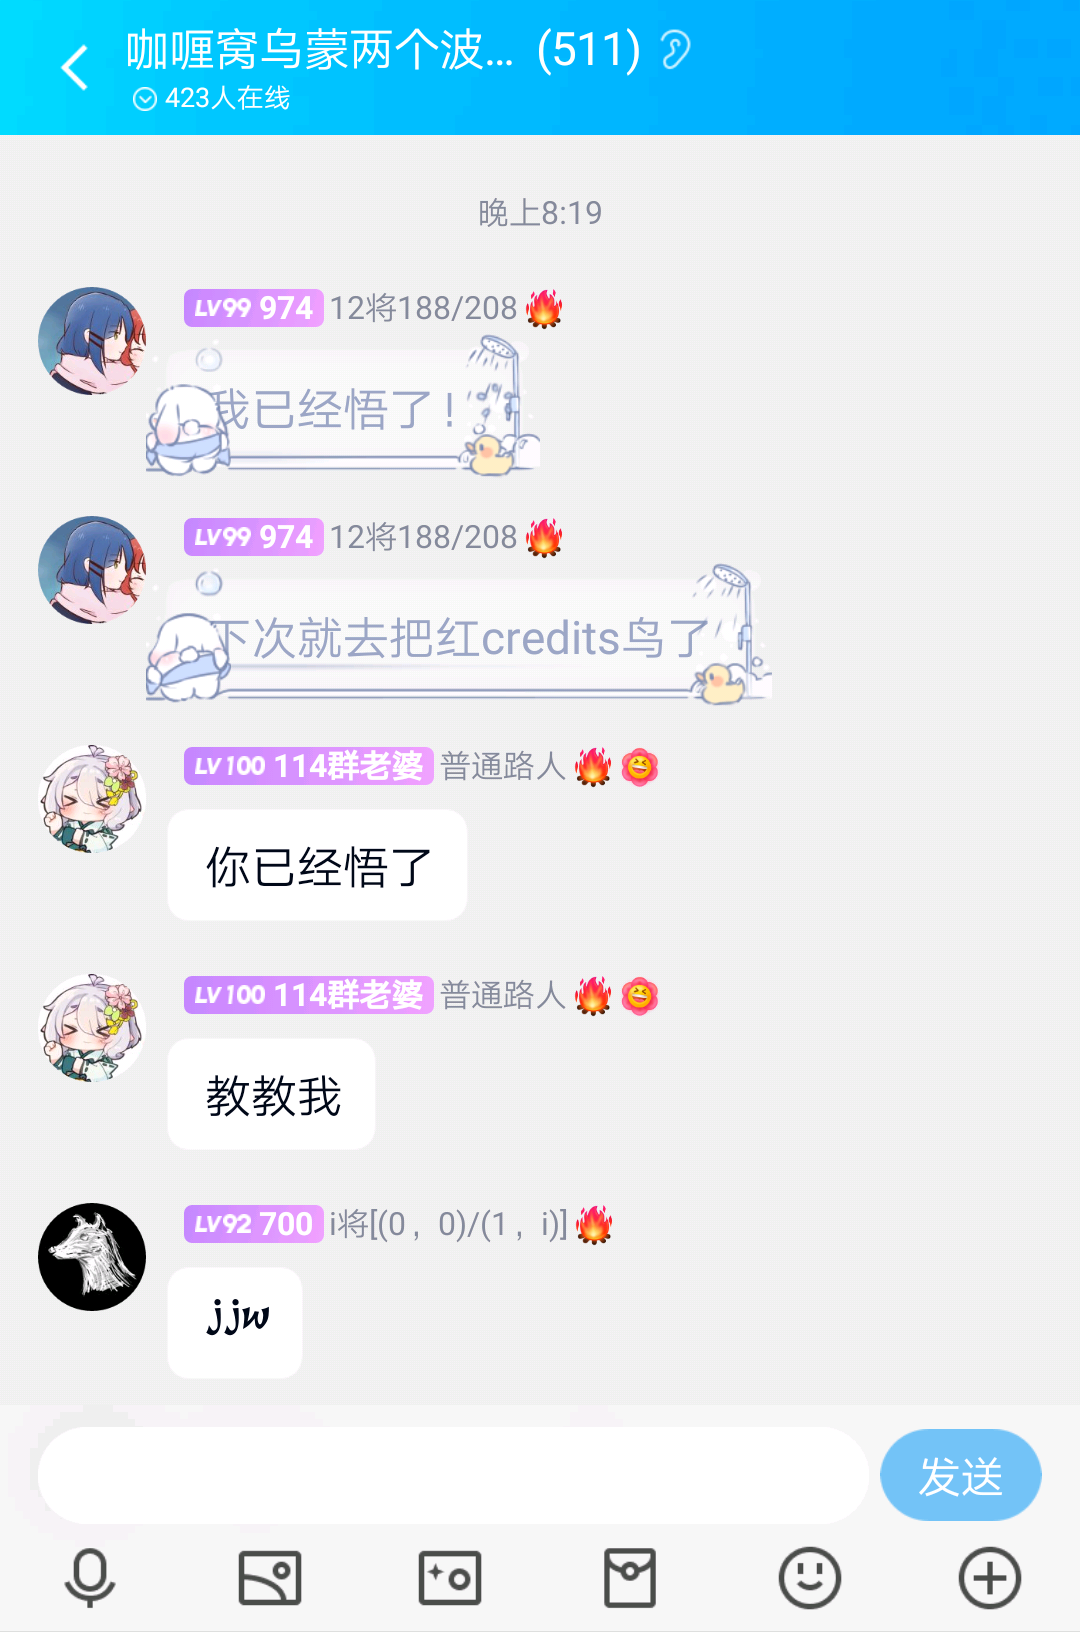 咖喱窝乌蒙两个波... (511)
423人在线
晚上8:19
LV99 974 12将188/208🔥
我已经悟了!
LV99 974 12将188/208🔥
下次就去把红credits鸟了
LV100 114群老婆 普通路人🔥
你已经悟了
LV100 114群老婆 普通路人🔥
教教我
LV92 700 i将[(0，0)/(1，i)]🔥
jjw
发送